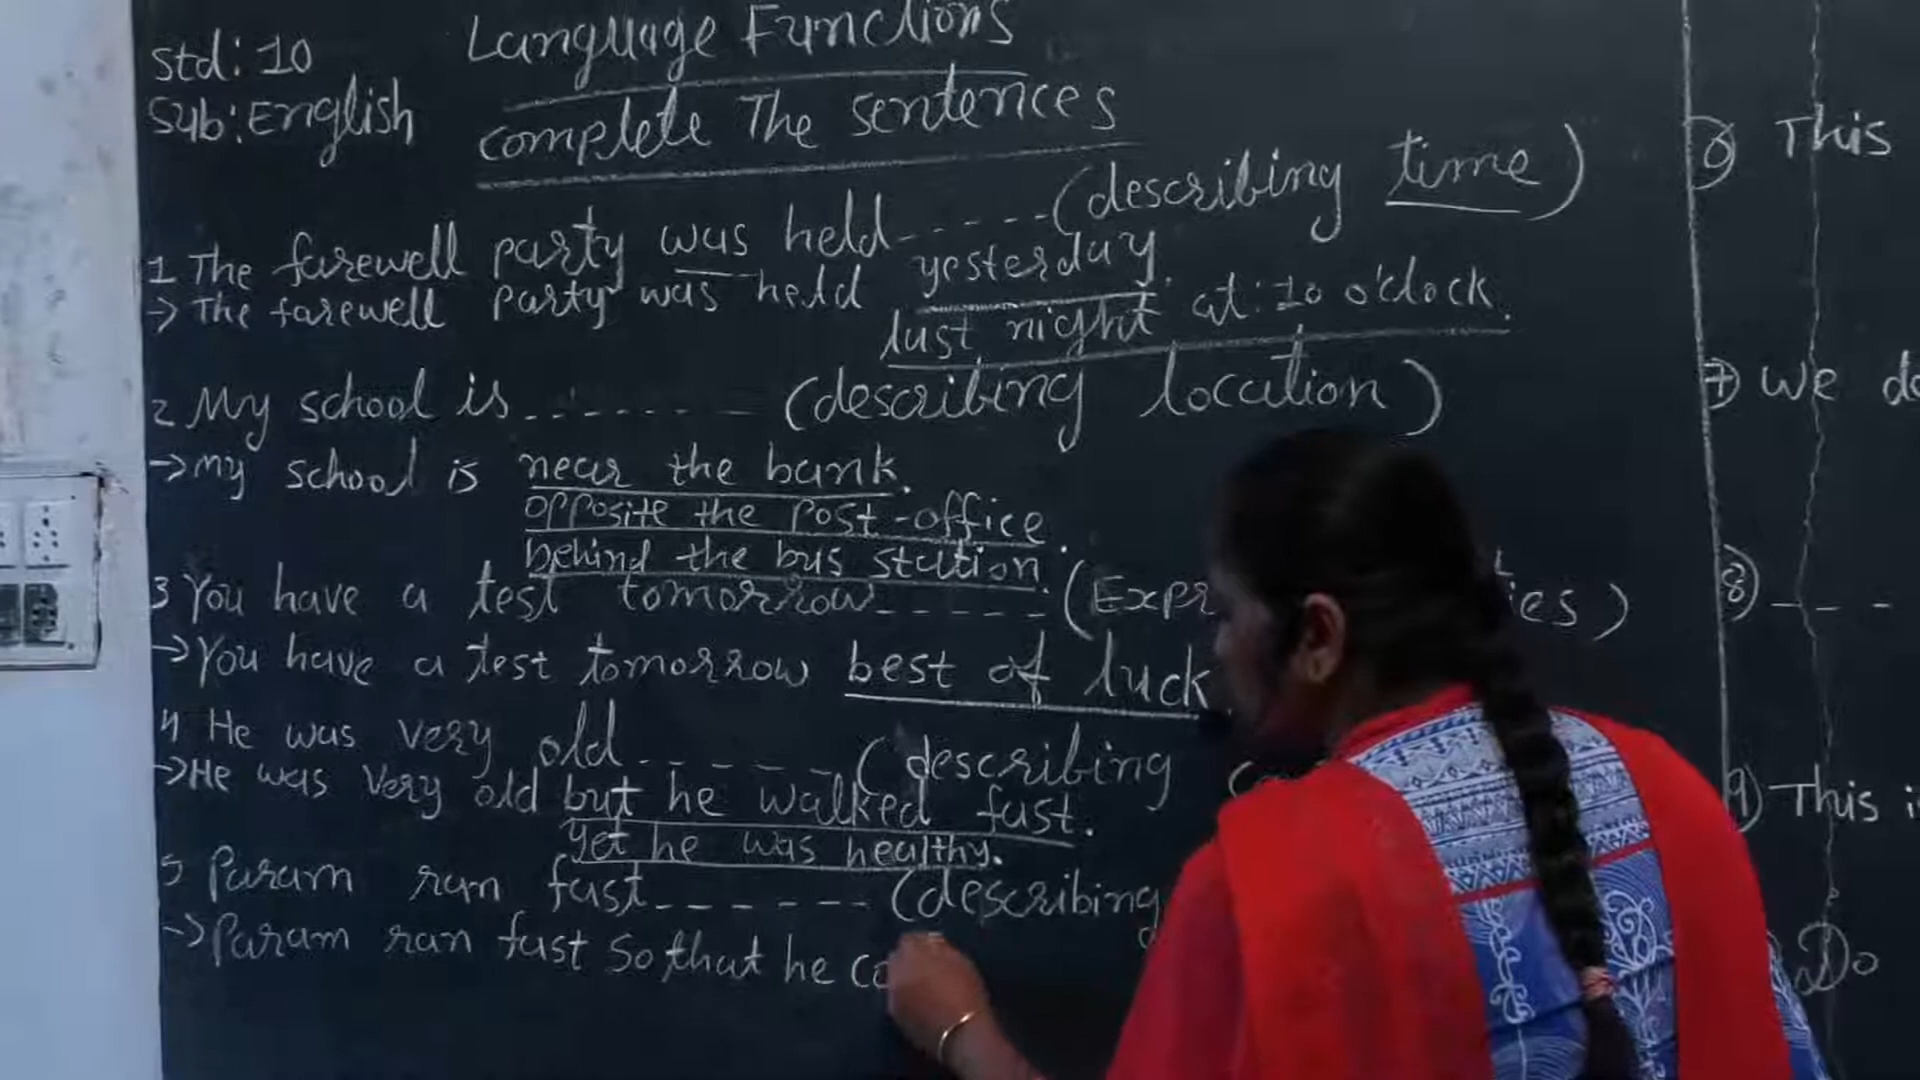 Std: 10
Sub: English
Language Functions
complete The sentences
1 The farewell party was held ------ (describing time)
→ The farewell party was held yesterday.
last night at: 10 o'clock.
2 My school is -------- (describing location)
→ my school is near the bank.
opposite the post-office.
behind the bus station.
3 You have a test tomorrow ------ (Expr ies)
→ You have a test tomorrow best of luck
4 He was very old ------ (describing
→ He was very old but he walked fast.
yet he was healthy.
5 Param run fast ------- (describing
→ Param ran fast so that he co
6) This
7) We do
8) ---
9) This i
Do